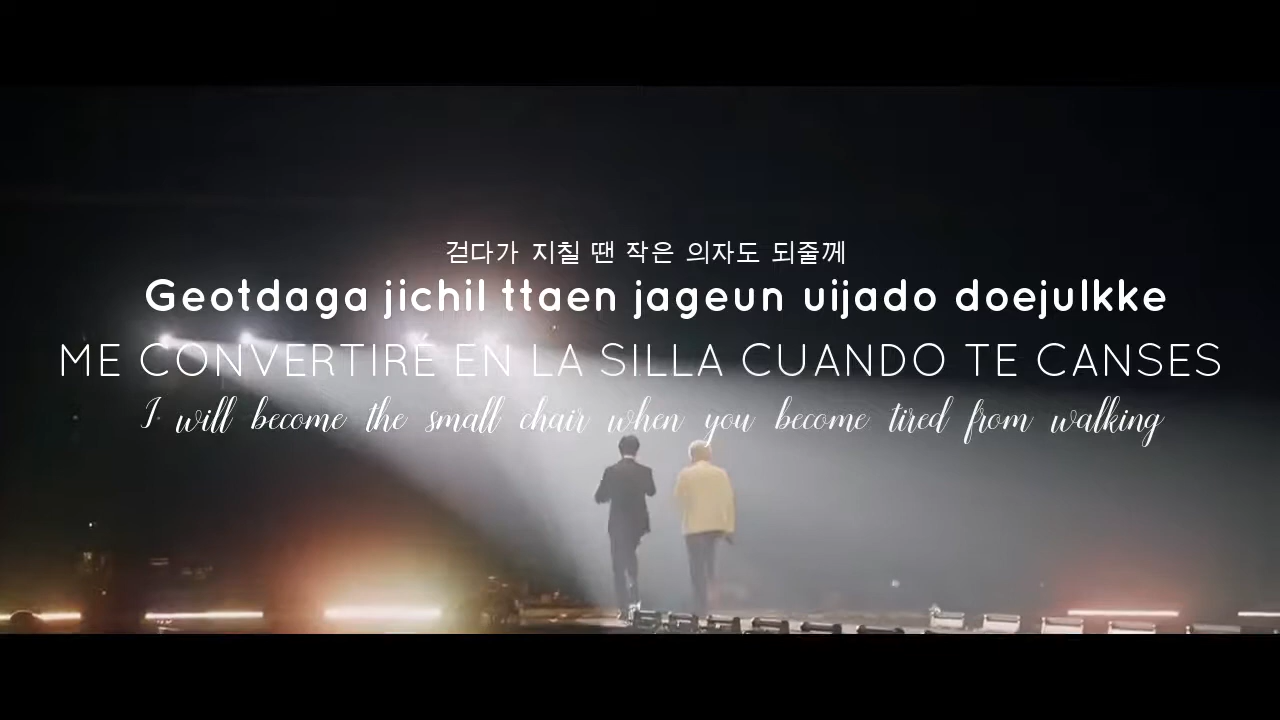 걷다가 지칠 땐 작은 의자도 되줄께
Geotdaga jichil ttaen jageun uijado doejulkke
ME CONVERTIRÉ EN LA SILLA CUANDO TE CANSES
I will become the small chair when you become tired from walking